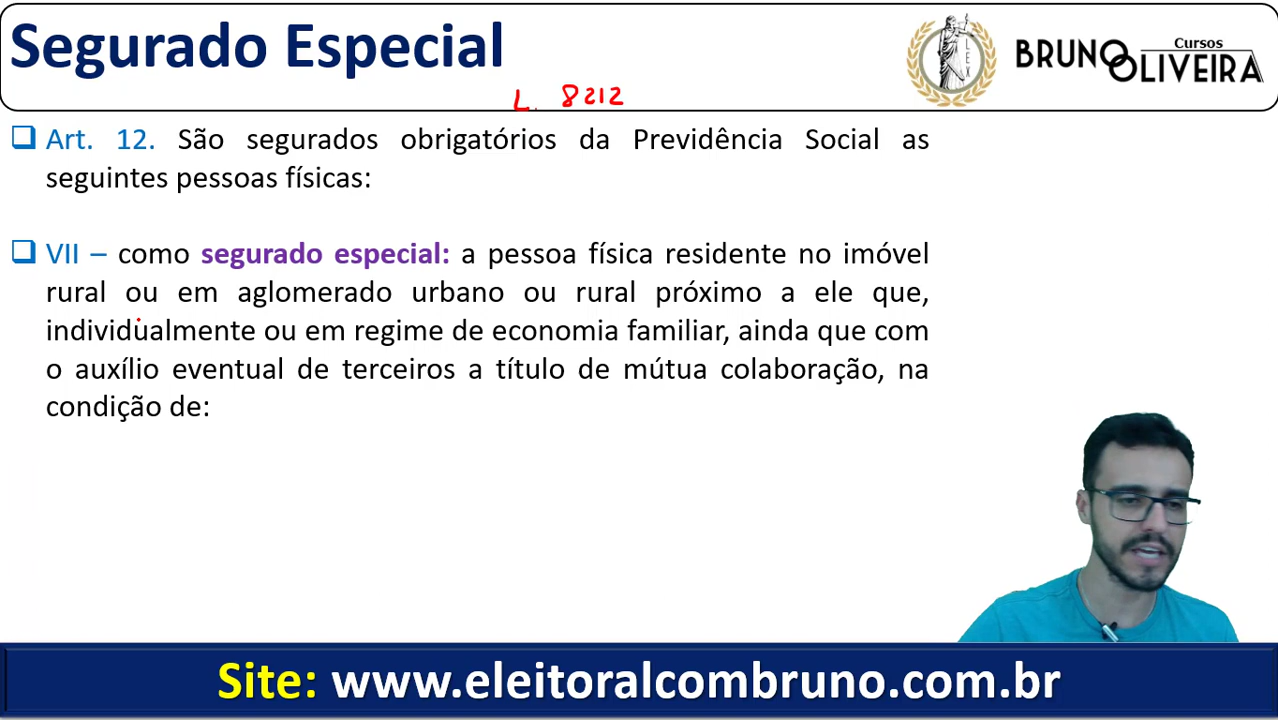 Segurado Especial
Cursos
BRUNO
OLIVEIRA
LEX
L. 8212
Art. 12. São segurados obrigatórios da Previdência Social as
seguintes pessoas físicas:
VII – como segurado especial: a pessoa física residente no imóvel
rural ou em aglomerado urbano ou rural próximo a ele que,
individualmente ou em regime de economia familiar, ainda que com
o auxílio eventual de terceiros a título de mútua colaboração, na
condição de:
Site: www.eleitoralcombruno.com.br